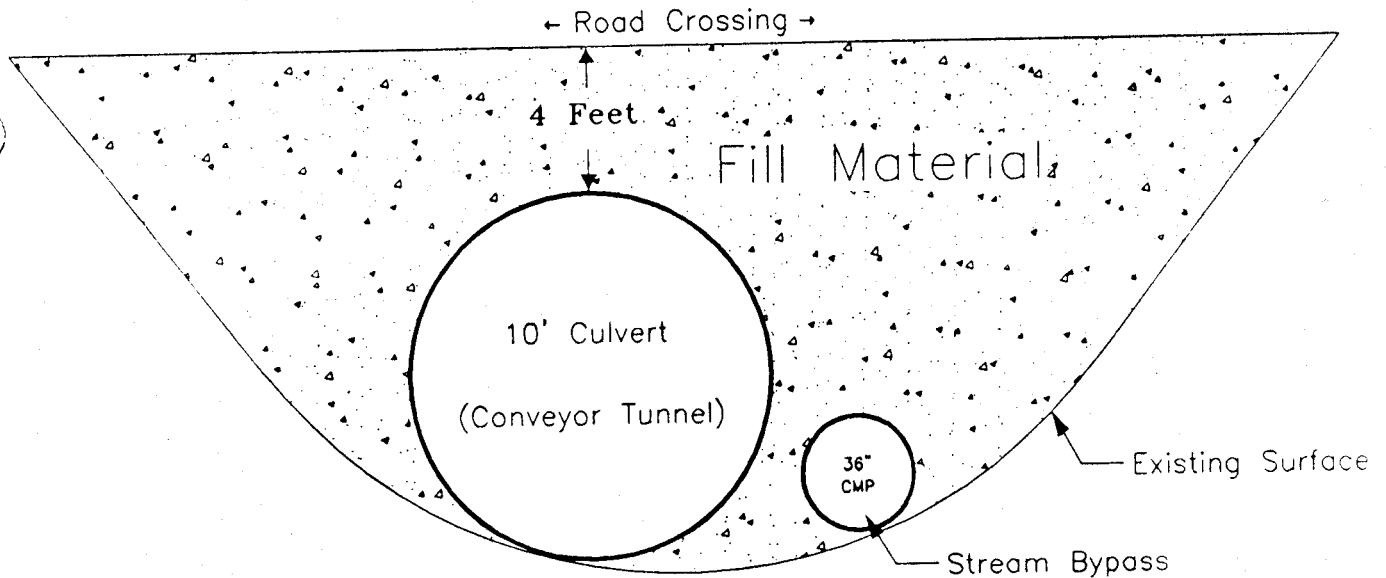 ← Road Crossing →
4 Feet
Fill Material
10' Culvert
(Conveyor Tunnel)
36"
CMP
Existing Surface
Stream Bypass